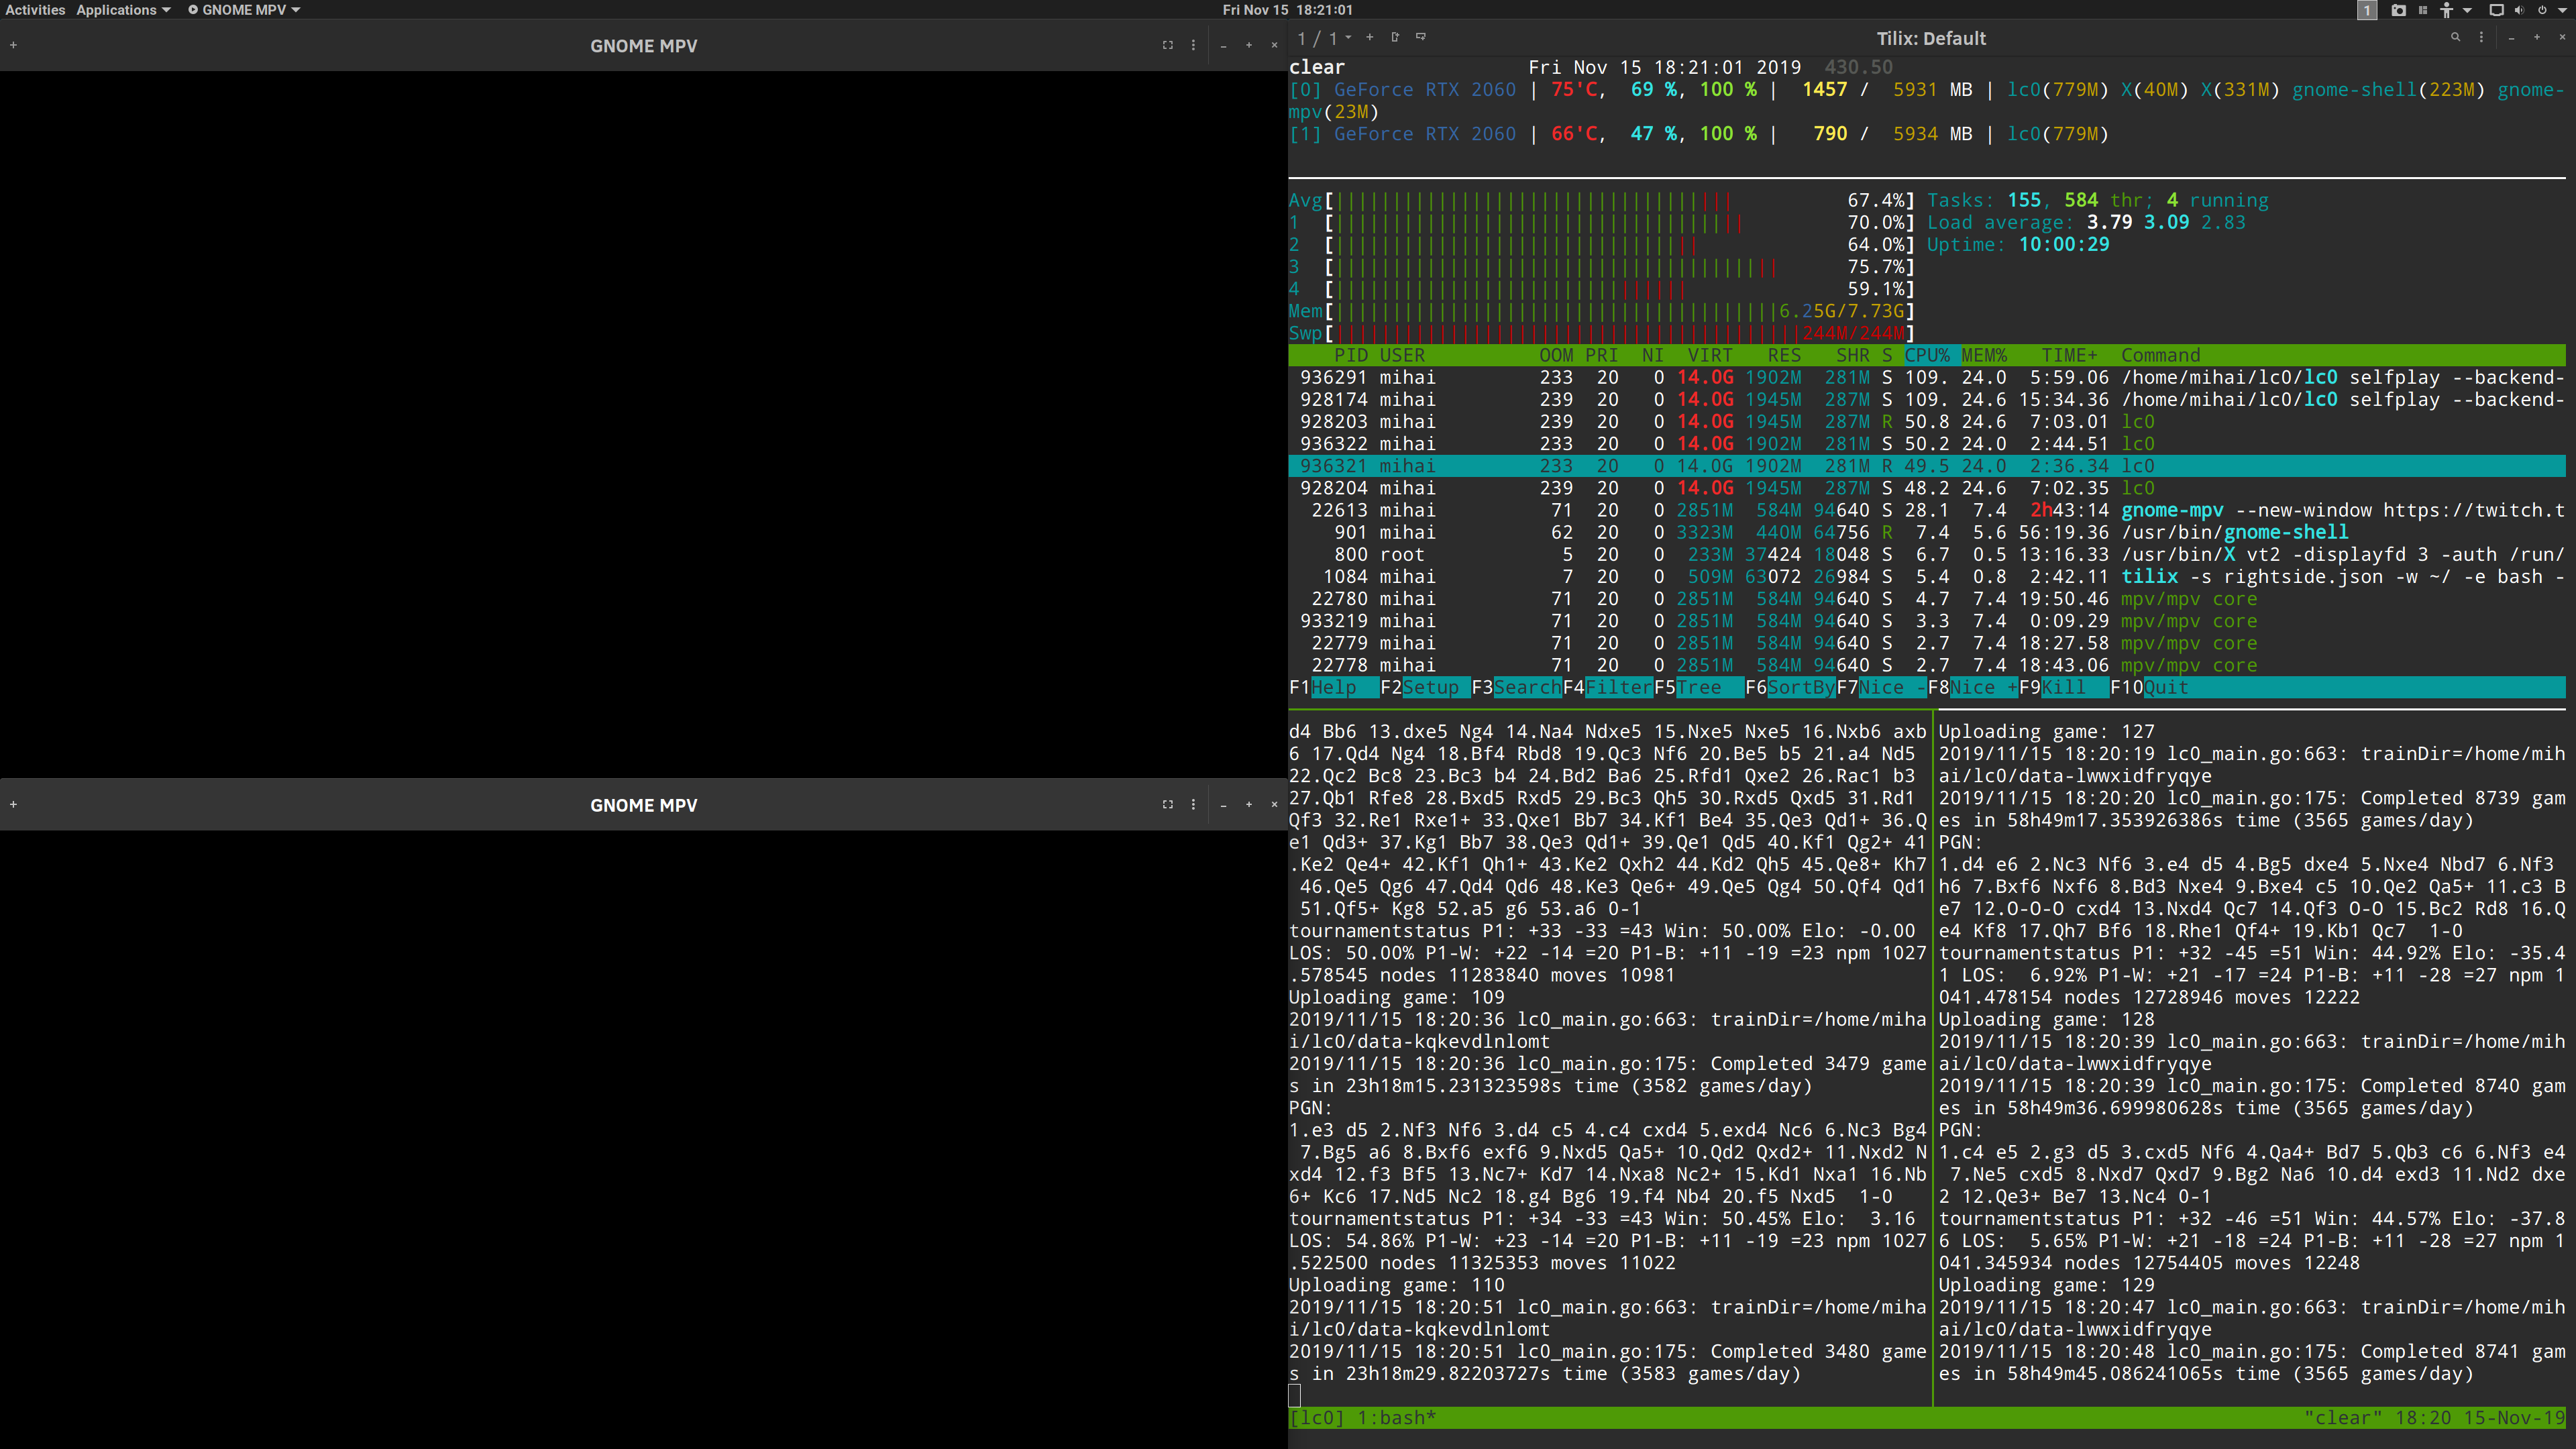 Activities Applications GNOME MPV Fri Nov 15 18:21:01 1
GNOME MPV
GNOME MPV
1 / 1 Tilix: Default
clear Fri Nov 15 18:21:01 2019 430.50
[0] GeForce RTX 2060 | 75'C, 69 %, 100 % | 1457 / 5931 MB | lc0(779M) X(40M) X(331M) gnome-shell(223M) gnome-
mpv(23M)
[1] GeForce RTX 2060 | 66'C, 47 %, 100 % | 790 / 5934 MB | lc0(779M)
Avg[ 67.4%] Tasks: 155, 584 thr; 4 running
1 [ 70.0%] Load average: 3.79 3.09 2.83
2 [ 64.0%] Uptime: 10:00:29
3 [ 75.7%]
4 [ 59.1%]
Mem[ 6.25G/7.73G]
Swp[ 244M/244M]
PID USER OOM PRI NI VIRT RES SHR S CPU% MEM% TIME+ Command
936291 mihai 233 20 0 14.0G 1902M 281M S 109. 24.0 5:59.06 /home/mihai/lc0/lc0 selfplay --backend-
928174 mihai 239 20 0 14.0G 1945M 287M S 109. 24.6 15:34.36 /home/mihai/lc0/lc0 selfplay --backend-
928203 mihai 239 20 0 14.0G 1945M 287M R 50.8 24.6 7:03.01 lc0
936322 mihai 233 20 0 14.0G 1902M 281M S 50.2 24.0 2:44.51 lc0
936321 mihai 233 20 0 14.0G 1902M 281M R 49.5 24.0 2:36.34 lc0
928204 mihai 239 20 0 14.0G 1945M 287M S 48.2 24.6 7:02.35 lc0
22613 mihai 71 20 0 2851M 584M 94640 S 28.1 7.4 2h43:14 gnome-mpv --new-window https://twitch.t
901 mihai 62 20 0 3323M 440M 64756 R 7.4 5.6 56:19.36 /usr/bin/gnome-shell
800 root 5 20 0 233M 37424 18048 S 6.7 0.5 13:16.33 /usr/bin/X vt2 -displayfd 3 -auth /run/
1084 mihai 7 20 0 509M 63072 26984 S 5.4 0.8 2:42.11 tilix -s rightside.json -w ~/ -e bash -
22780 mihai 71 20 0 2851M 584M 94640 S 4.7 7.4 19:50.46 mpv/mpv core
933219 mihai 71 20 0 2851M 584M 94640 S 3.3 7.4 0:09.29 mpv/mpv core
22779 mihai 71 20 0 2851M 584M 94640 S 2.7 7.4 18:27.58 mpv/mpv core
22778 mihai 71 20 0 2851M 584M 94640 S 2.7 7.4 18:43.06 mpv/mpv core
F1Help F2Setup F3SearchF4FilterF5Tree F6SortByF7Nice -F8Nice +F9Kill F10Quit
d4 Bb6 13.dxe5 Ng4 14.Na4 Ndxe5 15.Nxe5 Nxe5 16.Nxb6 axb
6 17.Qd4 Ng4 18.Bf4 Rbd8 19.Qc3 Nf6 20.Be5 b5 21.a4 Nd5
22.Qc2 Bc8 23.Bc3 b4 24.Bd2 Ba6 25.Rfd1 Qxe2 26.Rac1 b3
27.Qb1 Rfe8 28.Bxd5 Rxd5 29.Bc3 Qh5 30.Rxd5 Qxd5 31.Rd1
Qf3 32.Re1 Rxe1+ 33.Qxe1 Bb7 34.Kf1 Be4 35.Qe3 Qd1+ 36.Q
e1 Qd3+ 37.Kg1 Bb7 38.Qe3 Qd1+ 39.Qe1 Qd5 40.Kf1 Qg2+ 41
.Ke2 Qe4+ 42.Kf1 Qh1+ 43.Ke2 Qxh2 44.Kd2 Qh5 45.Qe8+ Kh7
46.Qe5 Qg6 47.Qd4 Qd6 48.Ke3 Qe6+ 49.Qe5 Qg4 50.Qf4 Qd1
51.Qf5+ Kg8 52.a5 g6 53.a6 0-1
tournamentstatus P1: +33 -33 =43 Win: 50.00% Elo: -0.00
LOS: 50.00% P1-W: +22 -14 =20 P1-B: +11 -19 =23 npm 1027
.578545 nodes 11283840 moves 10981
Uploading game: 109
2019/11/15 18:20:36 lc0_main.go:663: trainDir=/home/miha
i/lc0/data-kqkevdlnlomt
2019/11/15 18:20:36 lc0_main.go:175: Completed 3479 game
s in 23h18m15.231323598s time (3582 games/day)
PGN:
1.e3 d5 2.Nf3 Nf6 3.d4 c5 4.c4 cxd4 5.exd4 Nc6 6.Nc3 Bg4
7.Bg5 a6 8.Bxf6 exf6 9.Nxd5 Qa5+ 10.Qd2 Qxd2+ 11.Nxd2 N
xd4 12.f3 Bf5 13.Nc7+ Kd7 14.Nxa8 Nc2+ 15.Kd1 Nxa1 16.Nb
6+ Kc6 17.Nd5 Nc2 18.g4 Bg6 19.f4 Nb4 20.f5 Nxd5 1-0
tournamentstatus P1: +34 -33 =43 Win: 50.45% Elo: 3.16
LOS: 54.86% P1-W: +23 -14 =20 P1-B: +11 -19 =23 npm 1027
.522500 nodes 11325353 moves 11022
Uploading game: 110
2019/11/15 18:20:51 lc0_main.go:663: trainDir=/home/miha
i/lc0/data-kqkevdlnlomt
2019/11/15 18:20:51 lc0_main.go:175: Completed 3480 game
s in 23h18m29.82203727s time (3583 games/day)
Uploading game: 127
2019/11/15 18:20:19 lc0_main.go:663: trainDir=/home/mih
ai/lc0/data-lwwxidfryqye
2019/11/15 18:20:20 lc0_main.go:175: Completed 8739 gam
es in 58h49m17.353926386s time (3565 games/day)
PGN:
1.d4 e6 2.Nc3 Nf6 3.e4 d5 4.Bg5 dxe4 5.Nxe4 Nbd7 6.Nf3
h6 7.Bxf6 Nxf6 8.Bd3 Nxe4 9.Bxe4 c5 10.Qe2 Qa5+ 11.c3 B
e7 12.O-O-O cxd4 13.Nxd4 Qc7 14.Qf3 O-O 15.Bc2 Rd8 16.Q
e4 Kf8 17.Qh7 Bf6 18.Rhe1 Qf4+ 19.Kb1 Qc7 1-0
tournamentstatus P1: +32 -45 =51 Win: 44.92% Elo: -35.4
1 LOS: 6.92% P1-W: +21 -17 =24 P1-B: +11 -28 =27 npm 1
041.478154 nodes 12728946 moves 12222
Uploading game: 128
2019/11/15 18:20:39 lc0_main.go:663: trainDir=/home/mih
ai/lc0/data-lwwxidfryqye
2019/11/15 18:20:39 lc0_main.go:175: Completed 8740 gam
es in 58h49m36.699980628s time (3565 games/day)
PGN:
1.c4 e5 2.g3 d5 3.cxd5 Nf6 4.Qa4+ Bd7 5.Qb3 c6 6.Nf3 e4
7.Ne5 cxd5 8.Nxd7 Qxd7 9.Bg2 Na6 10.d4 exd3 11.Nd2 dxe
2 12.Qe3+ Be7 13.Nc4 0-1
tournamentstatus P1: +32 -46 =51 Win: 44.57% Elo: -37.8
6 LOS: 5.65% P1-W: +21 -18 =24 P1-B: +11 -28 =27 npm 1
041.345934 nodes 12754405 moves 12248
Uploading game: 129
2019/11/15 18:20:47 lc0_main.go:663: trainDir=/home/mih
ai/lc0/data-lwwxidfryqye
2019/11/15 18:20:48 lc0_main.go:175: Completed 8741 gam
es in 58h49m45.086241065s time (3565 games/day)
[lc0] 1:bash* "clear" 18:20 15-Nov-19